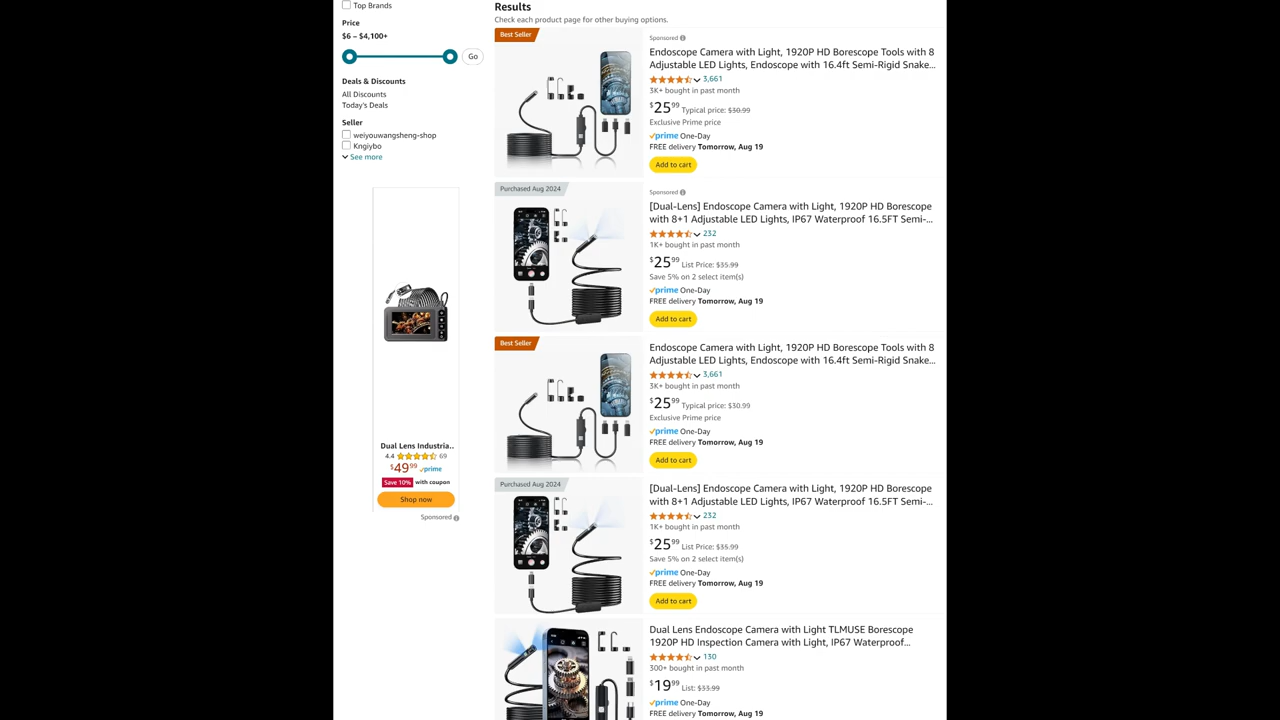 Top Brands
Price
$6 – $4,100+
Go
Deals & Discounts
All Discounts
Today's Deals
Seller
weiyouwangsheng-shop
Kngiybo
See more
Dual Lens Industria..
4.4 69
$49⁹⁹ prime
Save 10% with coupon
Shop now
Sponsored
Results
Check each product page for other buying options.
Best Seller
Sponsored
Endoscope Camera with Light, 1920P HD Borescope Tools with 8
Adjustable LED Lights, Endoscope with 16.4ft Semi-Rigid Snake...
3,661
3K+ bought in past month
$25⁹⁹ Typical price: $30.99
Exclusive Prime price
prime One-Day
FREE delivery Tomorrow, Aug 19
Add to cart
Purchased Aug 2024
Sponsored
[Dual-Lens] Endoscope Camera with Light, 1920P HD Borescope
with 8+1 Adjustable LED Lights, IP67 Waterproof 16.5FT Semi-...
232
1K+ bought in past month
$25⁹⁹ List Price: $35.99
Save 5% on 2 select item(s)
prime One-Day
FREE delivery Tomorrow, Aug 19
Add to cart
Best Seller
Endoscope Camera with Light, 1920P HD Borescope Tools with 8
Adjustable LED Lights, Endoscope with 16.4ft Semi-Rigid Snake...
3,661
3K+ bought in past month
$25⁹⁹ Typical price: $30.99
Exclusive Prime price
prime One-Day
FREE delivery Tomorrow, Aug 19
Add to cart
Purchased Aug 2024
[Dual-Lens] Endoscope Camera with Light, 1920P HD Borescope
with 8+1 Adjustable LED Lights, IP67 Waterproof 16.5FT Semi-...
232
1K+ bought in past month
$25⁹⁹ List Price: $35.99
Save 5% on 2 select item(s)
prime One-Day
FREE delivery Tomorrow, Aug 19
Add to cart
Dual Lens Endoscope Camera with Light TLMUSE Borescope
1920P HD Inspection Camera with Light, IP67 Waterproof...
130
300+ bought in past month
$19⁹⁹ List: $33.99
prime One-Day
FREE delivery Tomorrow, Aug 19